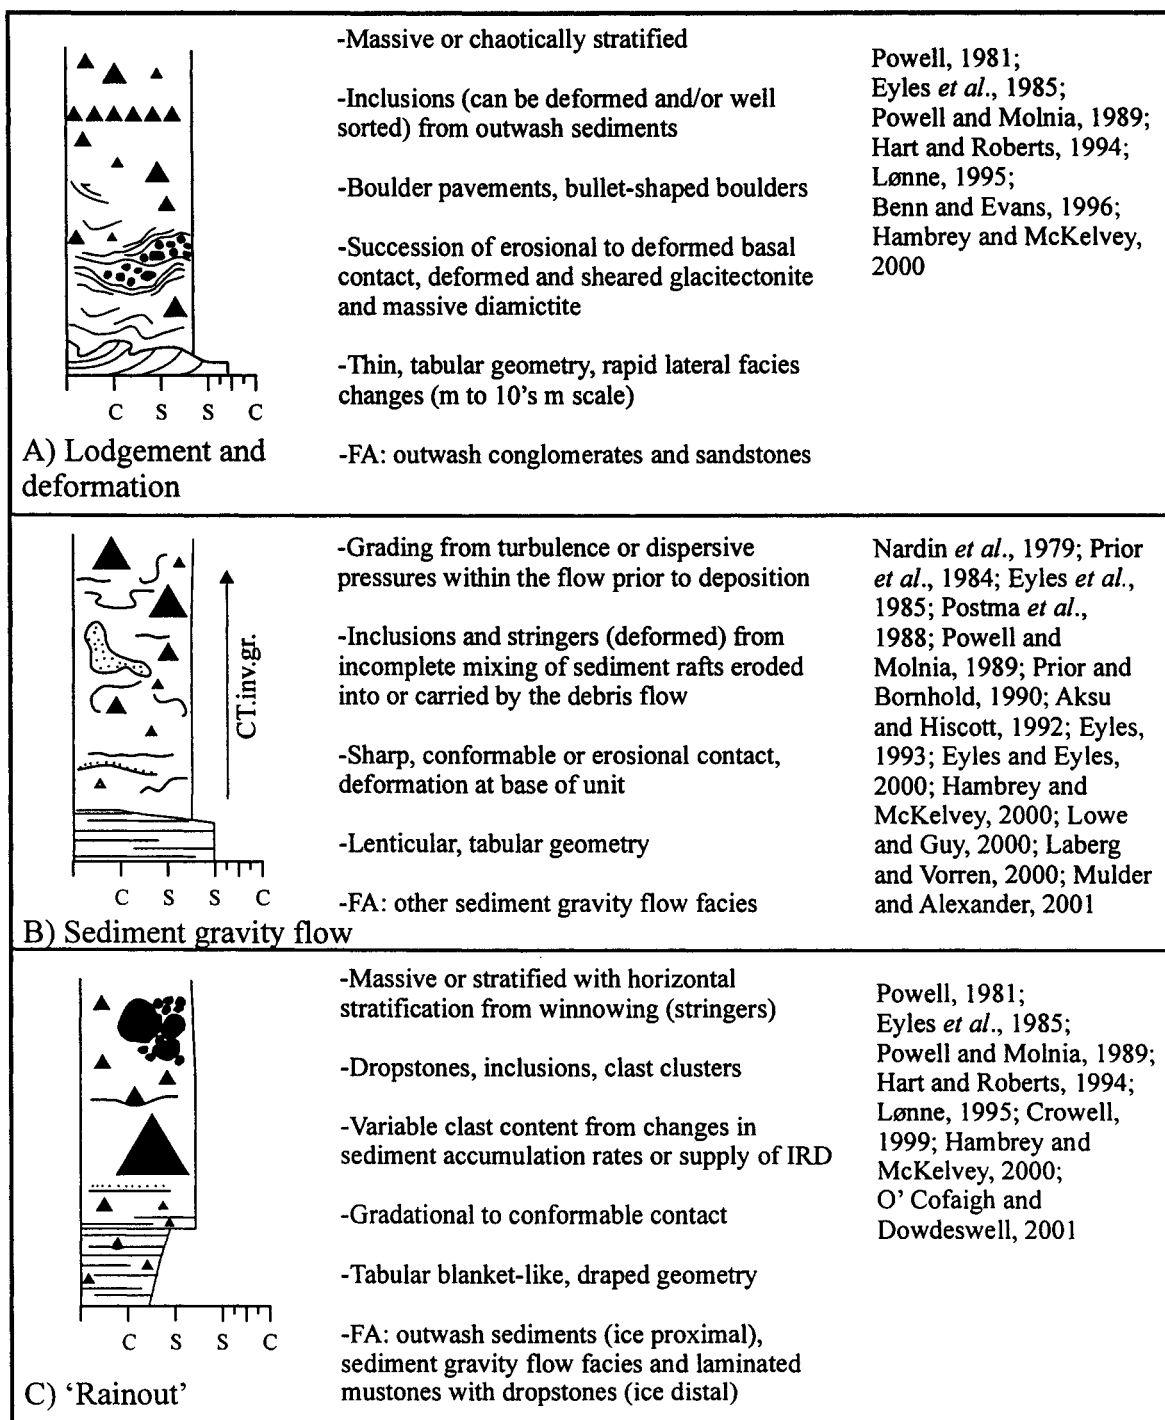 -Massive or chaotically stratified
-Inclusions (can be deformed and/or well
sorted) from outwash sediments
-Boulder pavements, bullet-shaped boulders
-Succession of erosional to deformed basal
contact, deformed and sheared glacitectonite
and massive diamictite
-Thin, tabular geometry, rapid lateral facies
changes (m to 10's m scale)
-FA: outwash conglomerates and sandstones
Powell, 1981;
Eyles et al., 1985;
Powell and Molnia, 1989;
Hart and Roberts, 1994;
Lønne, 1995;
Benn and Evans, 1996;
Hambrey and McKelvey,
2000
C S S C
A) Lodgement and
deformation
-Grading from turbulence or dispersive
pressures within the flow prior to deposition
-Inclusions and stringers (deformed) from
incomplete mixing of sediment rafts eroded
into or carried by the debris flow
-Sharp, conformable or erosional contact,
deformation at base of unit
-Lenticular, tabular geometry
-FA: other sediment gravity flow facies
Nardin et al., 1979; Prior
et al., 1984; Eyles et al.,
1985; Postma et al.,
1988; Powell and
Molnia, 1989; Prior and
Bornhold, 1990; Aksu
and Hiscott, 1992; Eyles,
1993; Eyles and Eyles,
2000; Hambrey and
McKelvey, 2000; Lowe
and Guy, 2000; Laberg
and Vorren, 2000; Mulder
and Alexander, 2001
CT.inv.gr.
C S S C
B) Sediment gravity flow
-Massive or stratified with horizontal
stratification from winnowing (stringers)
-Dropstones, inclusions, clast clusters
-Variable clast content from changes in
sediment accumulation rates or supply of IRD
-Gradational to conformable contact
-Tabular blanket-like, draped geometry
-FA: outwash sediments (ice proximal),
sediment gravity flow facies and laminated
mustones with dropstones (ice distal)
Powell, 1981;
Eyles et al., 1985;
Powell and Molnia, 1989;
Hart and Roberts, 1994;
Lønne, 1995; Crowell,
1999; Hambrey and
McKelvey, 2000;
O' Cofaigh and
Dowdeswell, 2001
C S S C
C) 'Rainout'